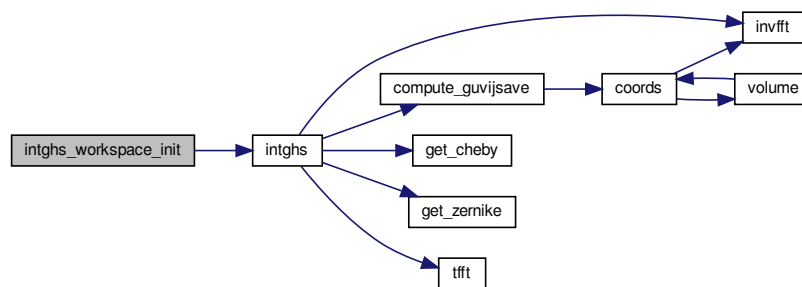 intghs_workspace_init
intghs
invfft
compute_guvijsave
coords
volume
get_cheby
get_zernike
tfft